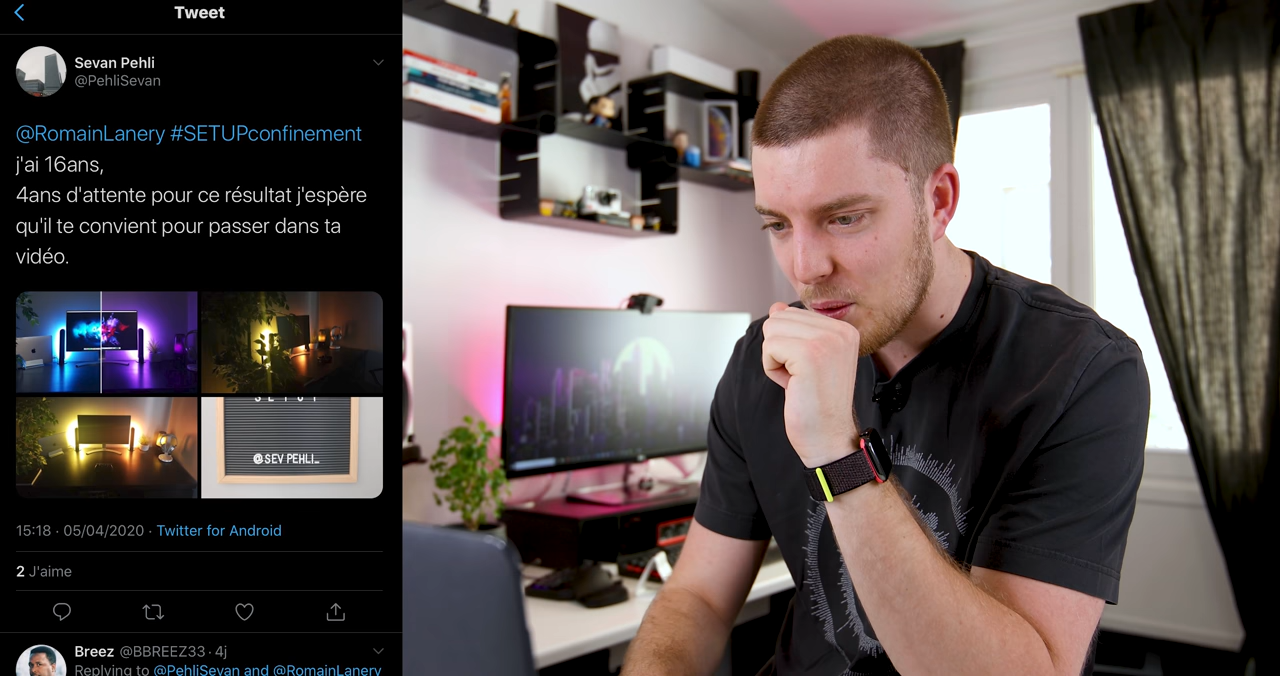 Tweet
Sevan Pehli
@PehliSevan
@RomainLanery #SETUPconfinement
j'ai 16ans,
4ans d'attente pour ce résultat j'espère
qu'il te convient pour passer dans ta
vidéo.
SETUP
@SEV PEHLI_
15:18 · 05/04/2020 · Twitter for Android
2 J'aime
Breez @BBREEZ33 · 4j
Replying to @PehliSevan and @RomainLanery